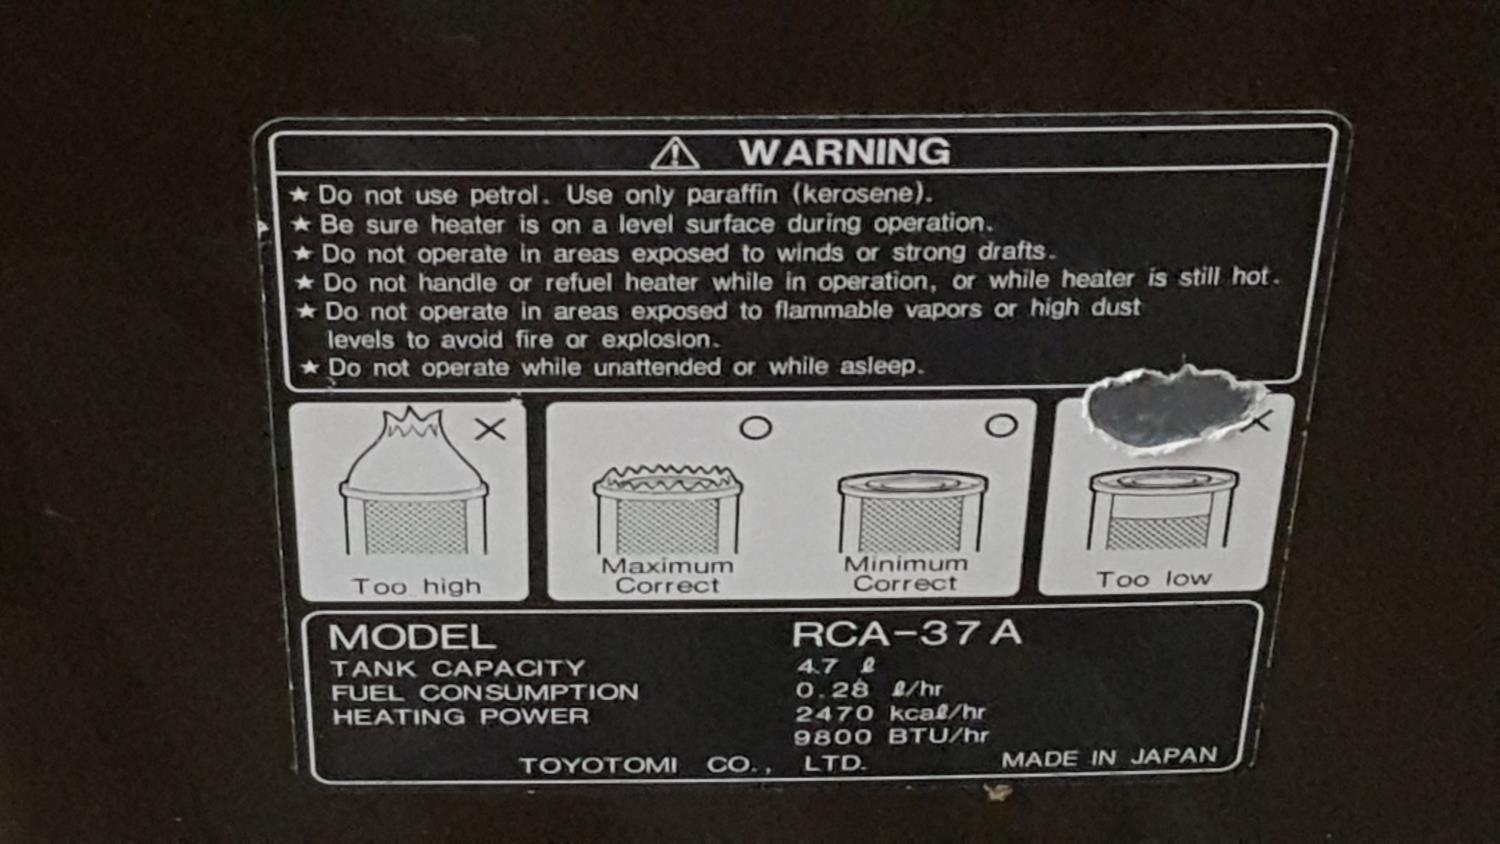 ⚠ WARNING
★ Do not use petrol. Use only paraffin (kerosene).
★ Be sure heater is on a level surface during operation.
★ Do not operate in areas exposed to winds or strong drafts.
★ Do not handle or refuel heater while in operation, or while heater is still hot.
★ Do not operate in areas exposed to flammable vapors or high dust
levels to avoid fire or explosion.
★ Do not operate while unattended or while asleep.
Too high
Maximum
Correct
Minimum
Correct
Too low
MODEL RCA-37A
TANK CAPACITY 4.7 ℓ
FUEL CONSUMPTION 0.28 ℓ/hr
HEATING POWER 2470 kcaℓ/hr
9800 BTU/hr
TOYOTOMI CO., LTD. MADE IN JAPAN